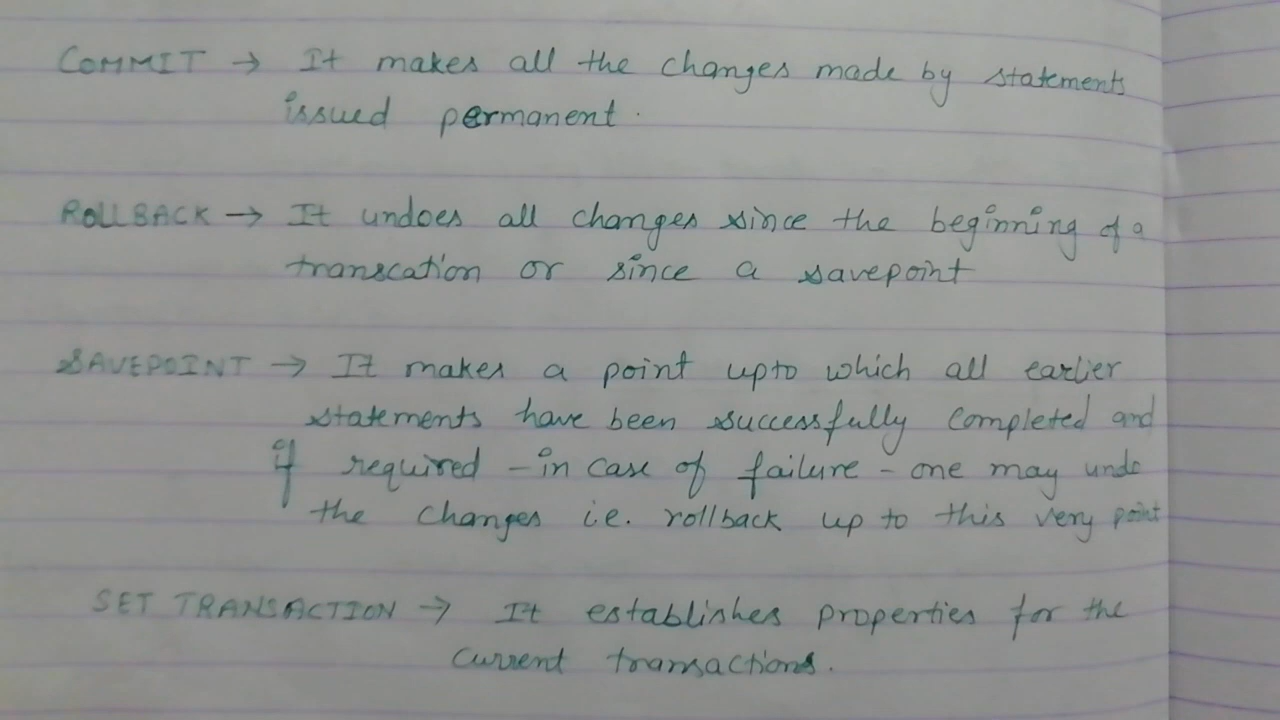 COMMIT → It makes all the changes made by statements
issued permanent.
ROLLBACK → It undoes all changes since the beginning of a
transcation or since a savepoint
SAVEPOINT → It makes a point upto which all earlier
statements have been successfully completed and
if required - in case of failure - one may undo
the changes i.e. rollback up to this very point
SET TRANSACTION → It establishes properties for the
current transactions.